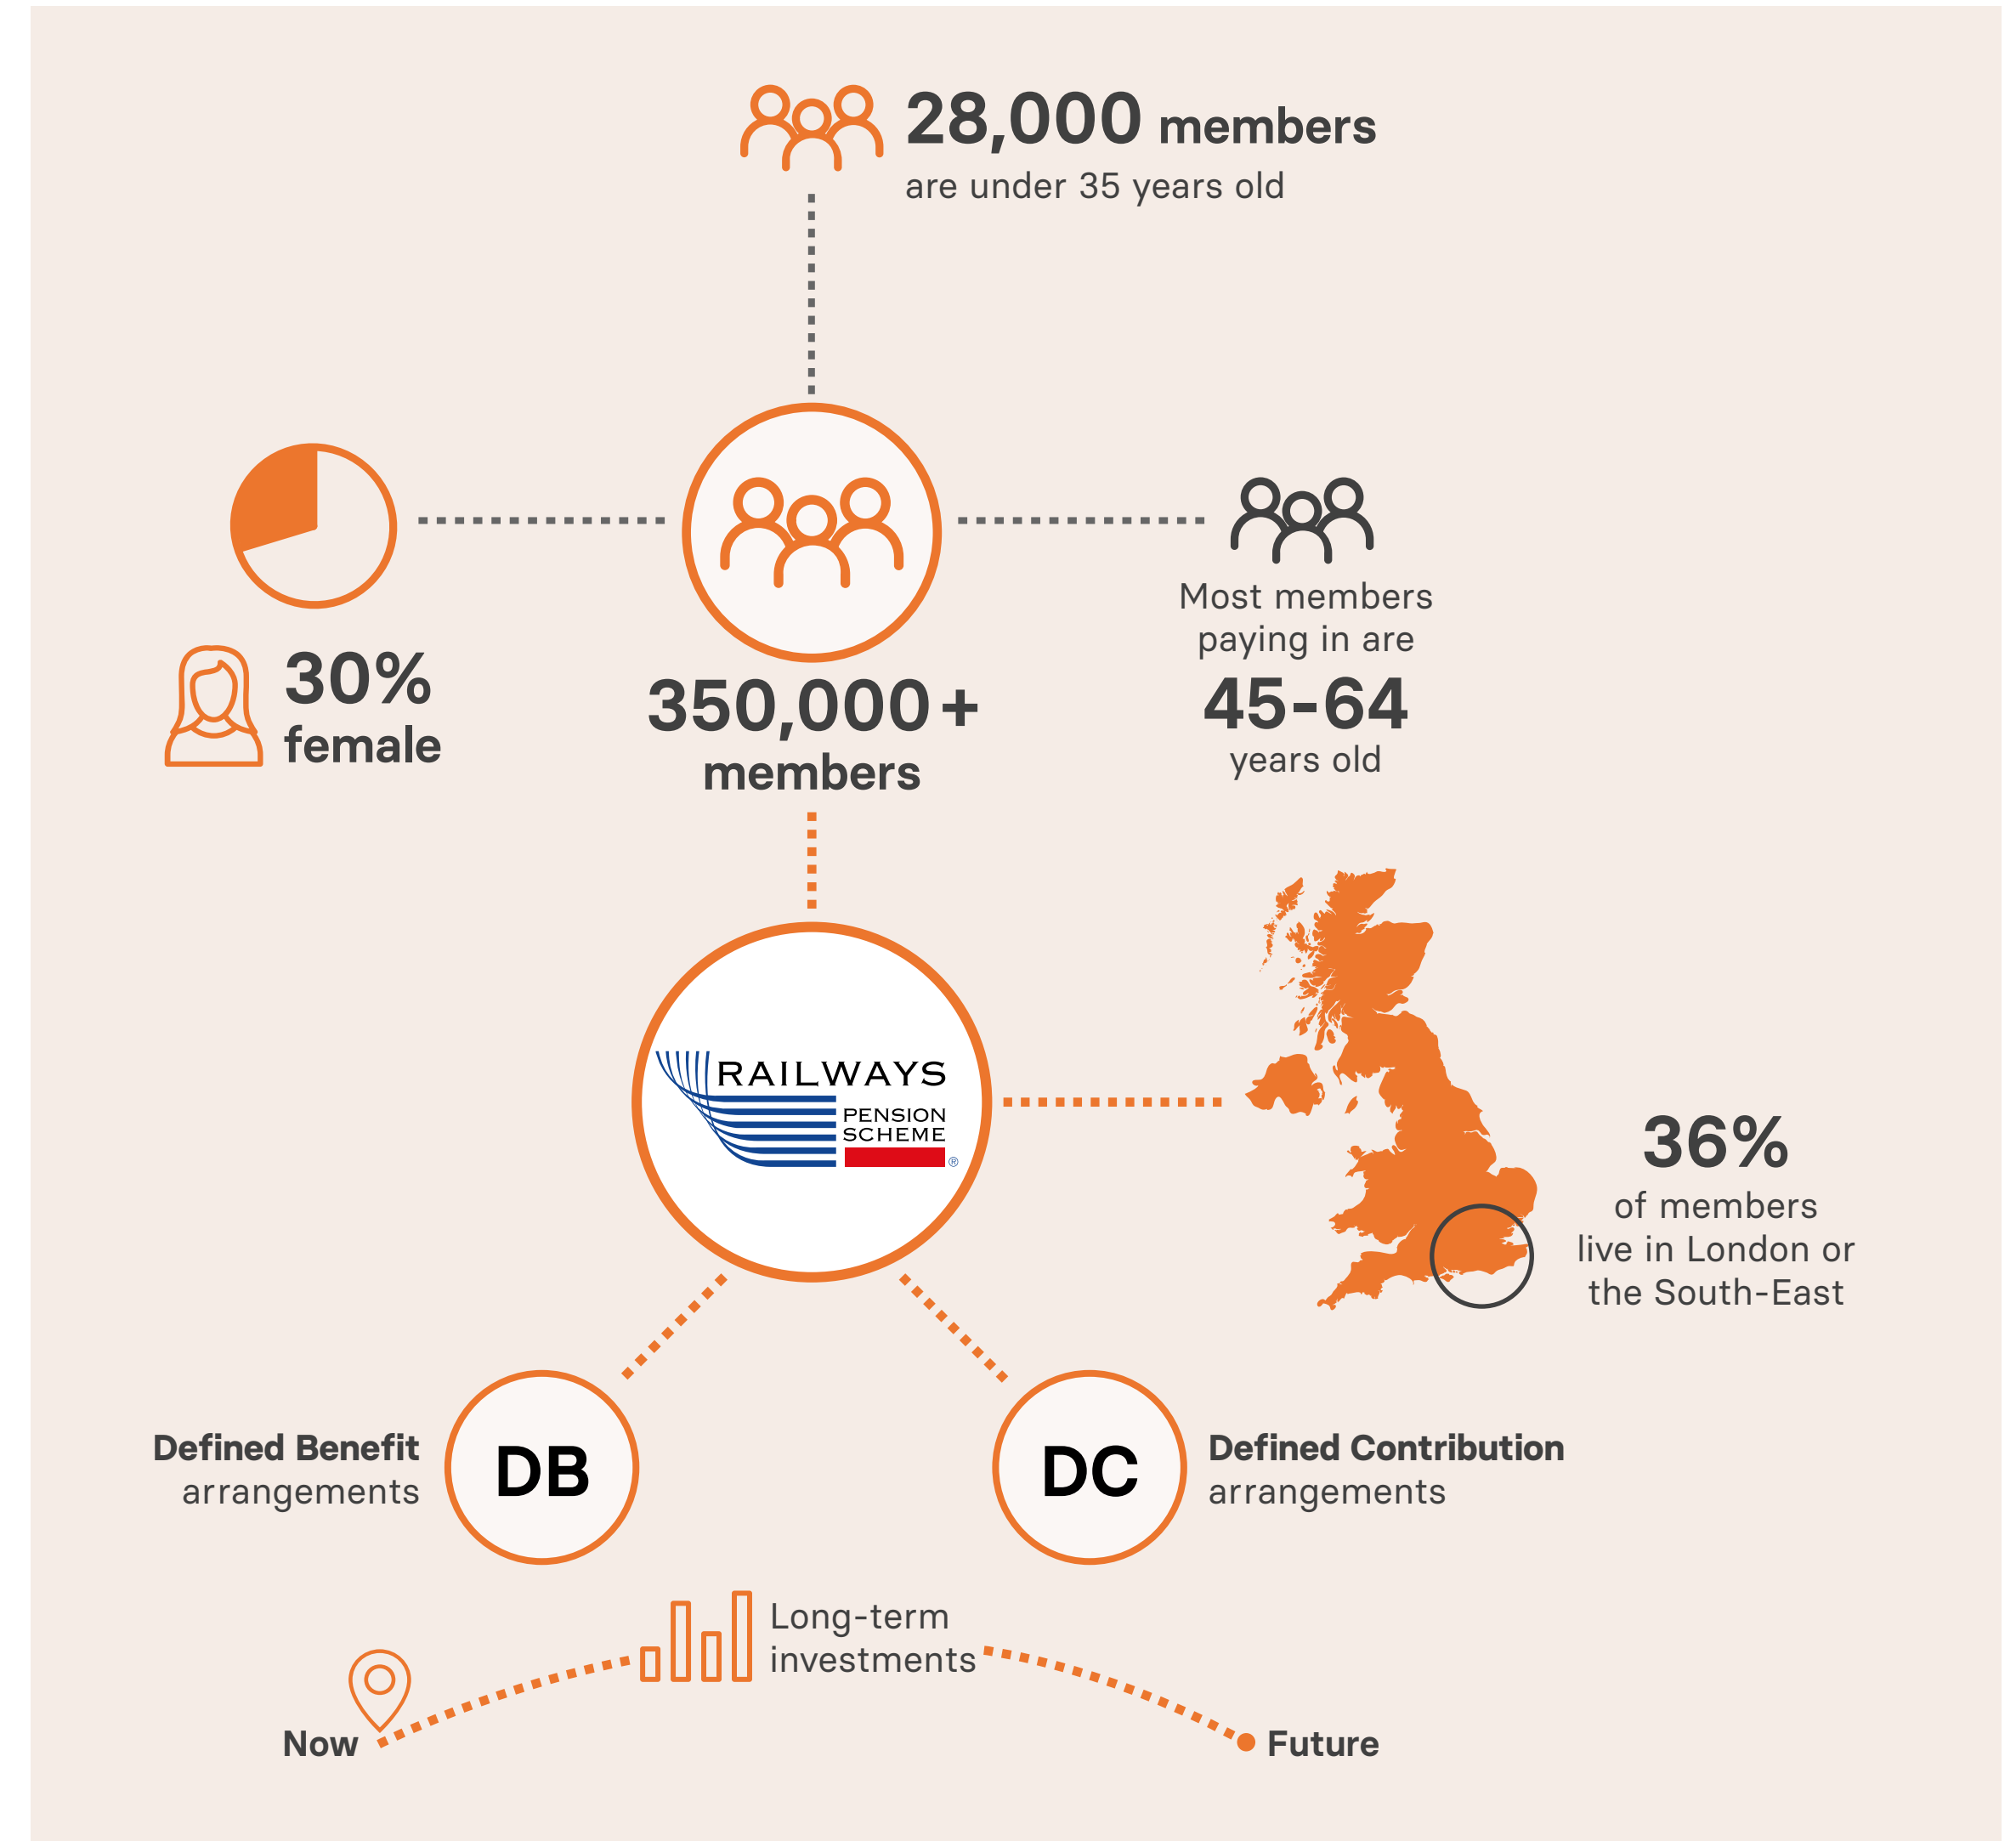 28,000 members
are under 35 years old
30%
female
350,000+
members
Most members
paying in are
45-64
years old
RAILWAYS
PENSION
SCHEME
®
36%
of members
live in London or
the South-East
Defined Benefit
arrangements
DB
DC
Defined Contribution
arrangements
Long-term
investments
Now
Future